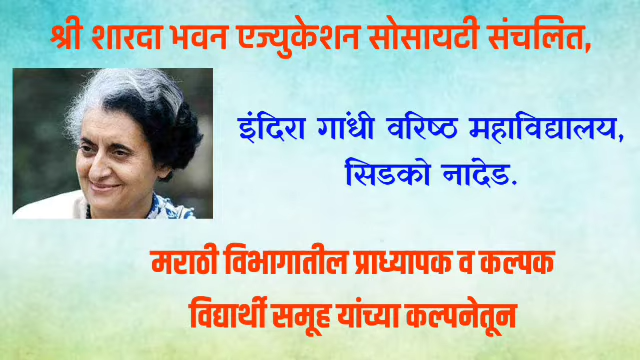 श्री शारदा भवन एज्युकेशन सोसायटी संचलित,
इंदिरा गांधी वरिष्ठ महाविद्यालय,
सिडको नादेंड.
मराठी विभागातील प्राध्यापक व कल्पक
विद्यार्थी समूह यांच्या कल्पनेतून